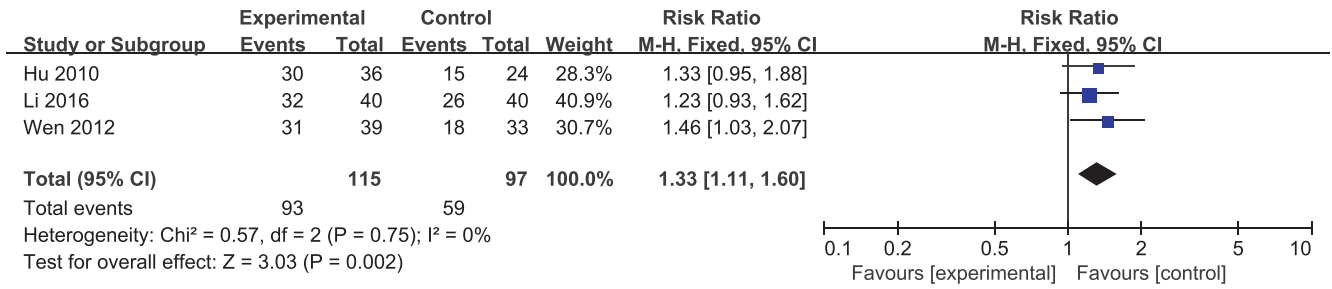 Experimental Control Risk Ratio Risk Ratio
Study or Subgroup Events Total Events Total Weight M-H, Fixed, 95% CI M-H, Fixed, 95% CI
Hu 2010 30 36 15 24 28.3% 1.33 [0.95, 1.88]
Li 2016 32 40 26 40 40.9% 1.23 [0.93, 1.62]
Wen 2012 31 39 18 33 30.7% 1.46 [1.03, 2.07]
Total (95% CI) 115 97 100.0% 1.33 [1.11, 1.60]
Total events 93 59
Heterogeneity: Chi² = 0.57, df = 2 (P = 0.75); I² = 0%
Test for overall effect: Z = 3.03 (P = 0.002)
0.1 0.2 0.5 1 2 5 10
Favours [experimental] Favours [control]